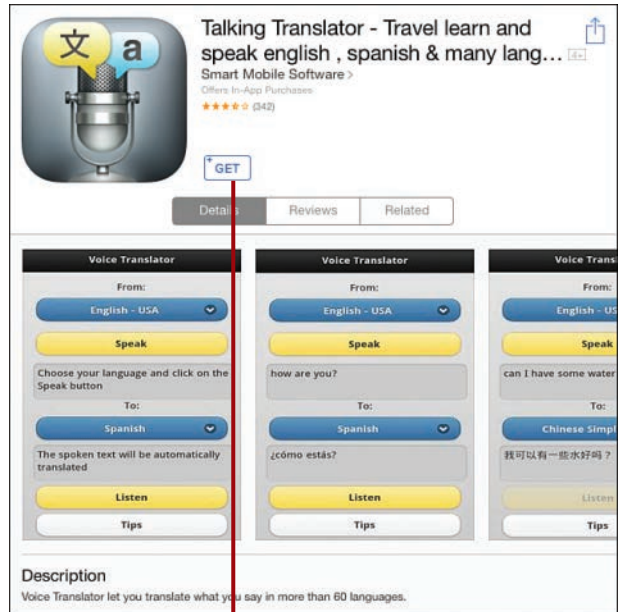 文 a
Talking Translator - Travel learn and
speak english , spanish & many lang… 4+
Smart Mobile Software >
Offers In-App Purchases
(342)
+ GET
Details Reviews Related
Voice Translator
From:
English - USA
Speak
Choose your language and click on the
Speak button
To:
Spanish
The spoken text will be automatically
translated
Listen
Tips
Voice Translator
From:
English - USA
Speak
how are you?
To:
Spanish
¿cómo estás?
Listen
Tips
Voice Trans
From:
English - US
Speak
can I have some water
To:
Chinese Simpl
我可以有一些水好吗？
Listen
Tips
Description
Voice Translator let you translate what you say in more than 60 languages.